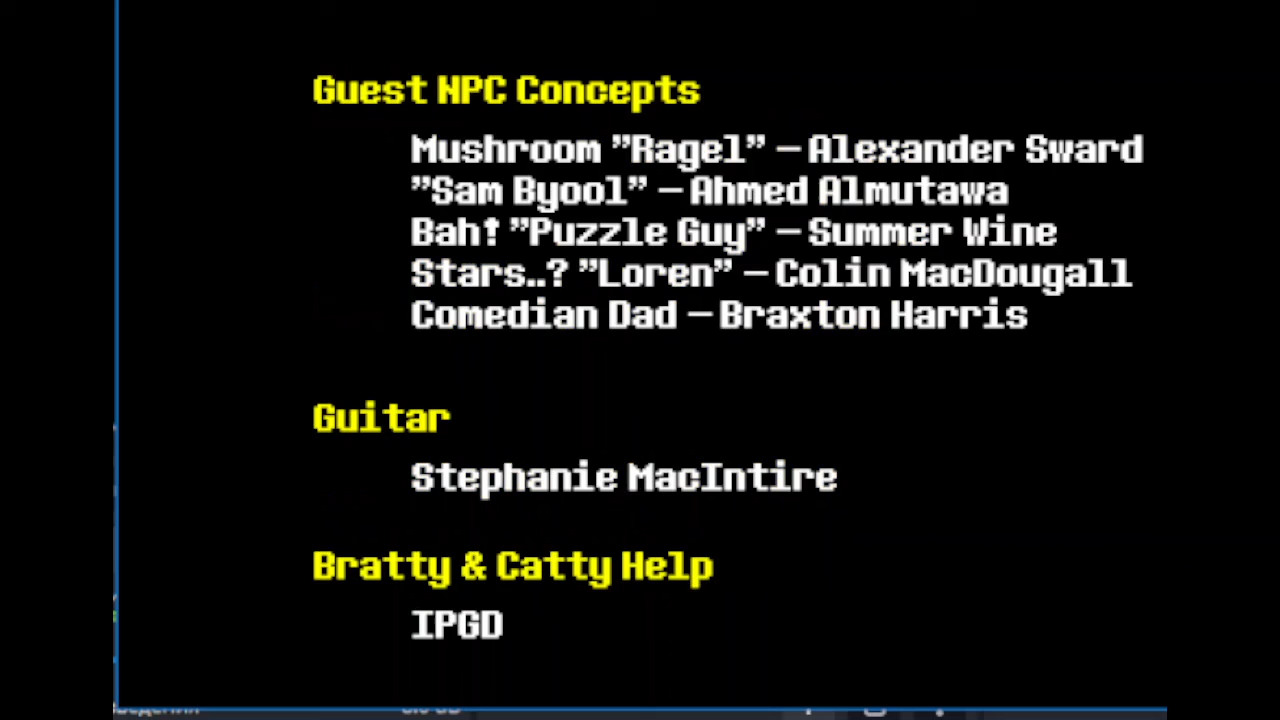 Guest NPC Concepts
Mushroom "Ragel" — Alexander Sward
"Sam Byool" — Ahmed Almutawa
Bah! "Puzzle Guy" — Summer Wine
Stars..? "Loren" — Colin MacDougall
Comedian Dad — Braxton Harris
Guitar
Stephanie MacIntire
Bratty & Catty Help
IPGD